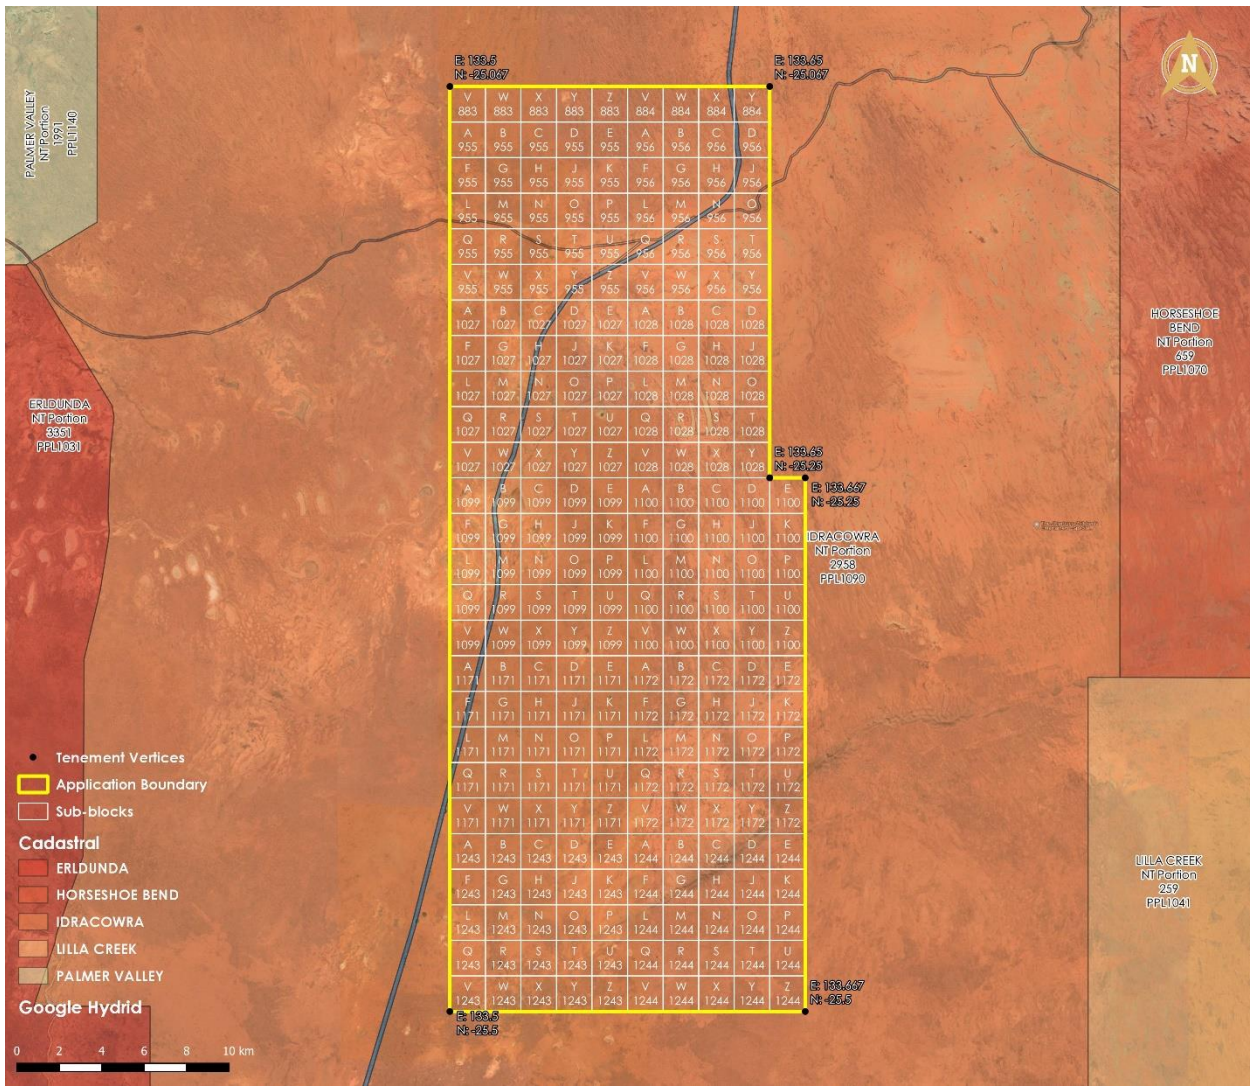 E: 133.5
N: -25.067
E: 133.65
N: -25.067
N
PALMER VALLEY
NT Portion
1991
PPL1140
V W X Y Z V W X Y
883 883 883 883 883 884 884 884 884
A B C D E A B C D
955 955 955 955 955 956 956 956 956
F G H J K F G H J
955 955 955 955 955 956 956 956 956
L M N O P L M N O
955 955 955 955 955 956 956 956 956
Q R S T U Q R S T
955 955 955 955 955 956 956 956 956
V W X Y Z V W X Y
955 955 955 955 955 956 956 956 956
A B C D E A B C D
1027 1027 1027 1027 1027 1028 1028 1028 1028
F G H J K F G H J
1027 1027 1027 1027 1027 1028 1028 1028 1028
L M N O P L M N O
1027 1027 1027 1027 1027 1028 1028 1028 1028
Q R S T U Q R S T
1027 1027 1027 1027 1027 1028 1028 1028 1028
V W X Y Z V W X Y
1027 1027 1027 1027 1027 1028 1028 1028 1028
HORSESHOE
BEND
NT Portion
659
PPL1070
ERLDUNDA
NT Portion
3351
PPL1031
E: 133.65
N: -25.25
E: 133.667
N: -25.25
A B C D E A B C D E
1099 1099 1099 1099 1099 1100 1100 1100 1100 1100
F G H J K F G H J K
1099 1099 1099 1099 1099 1100 1100 1100 1100 1100
L M N O P L M N O P
1099 1099 1099 1099 1099 1100 1100 1100 1100 1100
Q R S T U Q R S T U
1099 1099 1099 1099 1099 1100 1100 1100 1100 1100
V W X Y Z V W X Y Z
1099 1099 1099 1099 1099 1100 1100 1100 1100 1100
IDRACOWRA
NT Portion
2958
PPL1090
A B C D E A B C D E
1171 1171 1171 1171 1171 1172 1172 1172 1172 1172
F G H J K F G H J K
1171 1171 1171 1171 1171 1172 1172 1172 1172 1172
L M N O P L M N O P
1171 1171 1171 1171 1171 1172 1172 1172 1172 1172
Q R S T U Q R S T U
1171 1171 1171 1171 1171 1172 1172 1172 1172 1172
V W X Y Z V W X Y Z
1171 1171 1171 1171 1171 1172 1172 1172 1172 1172
A B C D E A B C D E
1243 1243 1243 1243 1243 1244 1244 1244 1244 1244
F G H J K F G H J K
1243 1243 1243 1243 1243 1244 1244 1244 1244 1244
L M N O P L M N O P
1243 1243 1243 1243 1243 1244 1244 1244 1244 1244
Q R S T U Q R S T U
1243 1243 1243 1243 1243 1244 1244 1244 1244 1244
V W X Y Z V W X Y Z
1243 1243 1243 1243 1243 1244 1244 1244 1244 1244
LILLA CREEK
NT Portion
259
PPL1041
E: 133.5
N: -25.5
E: 133.667
N: -25.5
Tenement Vertices
Application Boundary
Sub-blocks
Cadastral
ERLDUNDA
HORSESHOE BEND
IDRACOWRA
LILLA CREEK
PALMER VALLEY
Google Hydrid
0 2 4 6 8 10 km